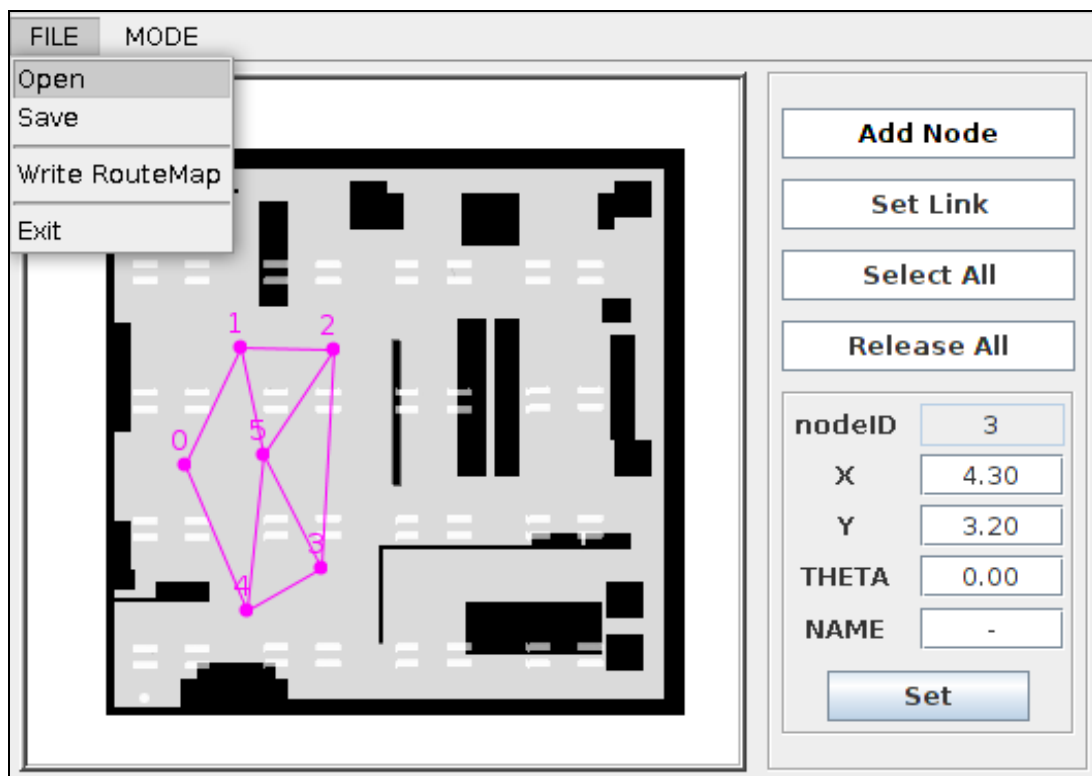 FILE MODE
Open
Save
Write RouteMap
Exit
1 2
0 5
3
4
Add Node
Set Link
Select All
Release All
nodeID 3
X 4.30
Y 3.20
THETA 0.00
NAME -
Set